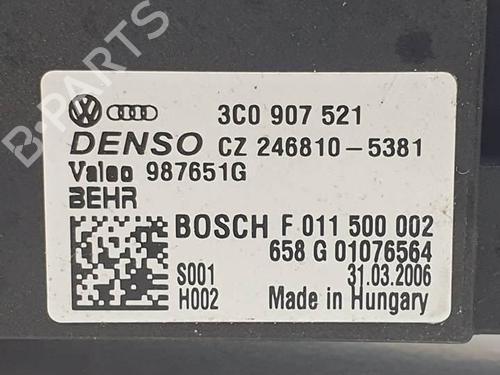 3C0 907 521
DENSO CZ 246810-5381
Valeo 987651G
BEHR
BOSCH F 011 500 002
658 G 01076564
S001 31.03.2006
H002 Made in Hungary
B-Parts